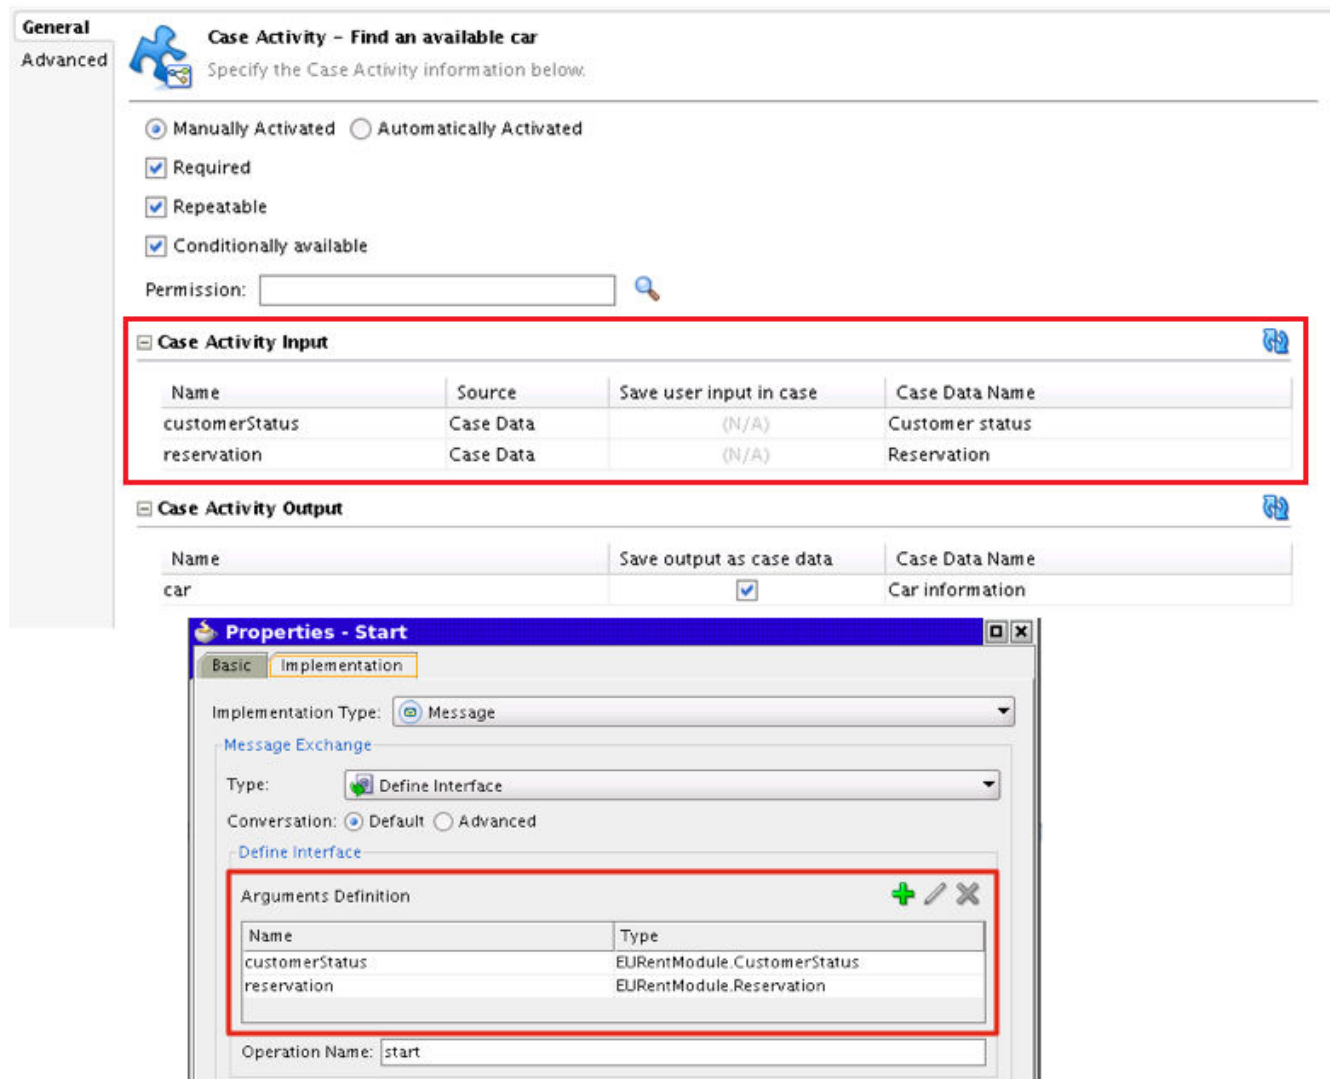 General
Advanced
Case Activity – Find an available car
Specify the Case Activity information below.
Manually Activated Automatically Activated
Required
Repeatable
Conditionally available
Permission:
Case Activity Input
Name Source Save user input in case Case Data Name
customerStatus Case Data (N/A) Customer status
reservation Case Data (N/A) Reservation
Case Activity Output
Name Save output as case data Case Data Name
car Car information
Properties - Start
Basic Implementation
Implementation Type: Message
Message Exchange
Type: Define Interface
Conversation: Default Advanced
Define Interface
Arguments Definition
Name Type
customerStatus EURentModule.CustomerStatus
reservation EURentModule.Reservation
Operation Name: start